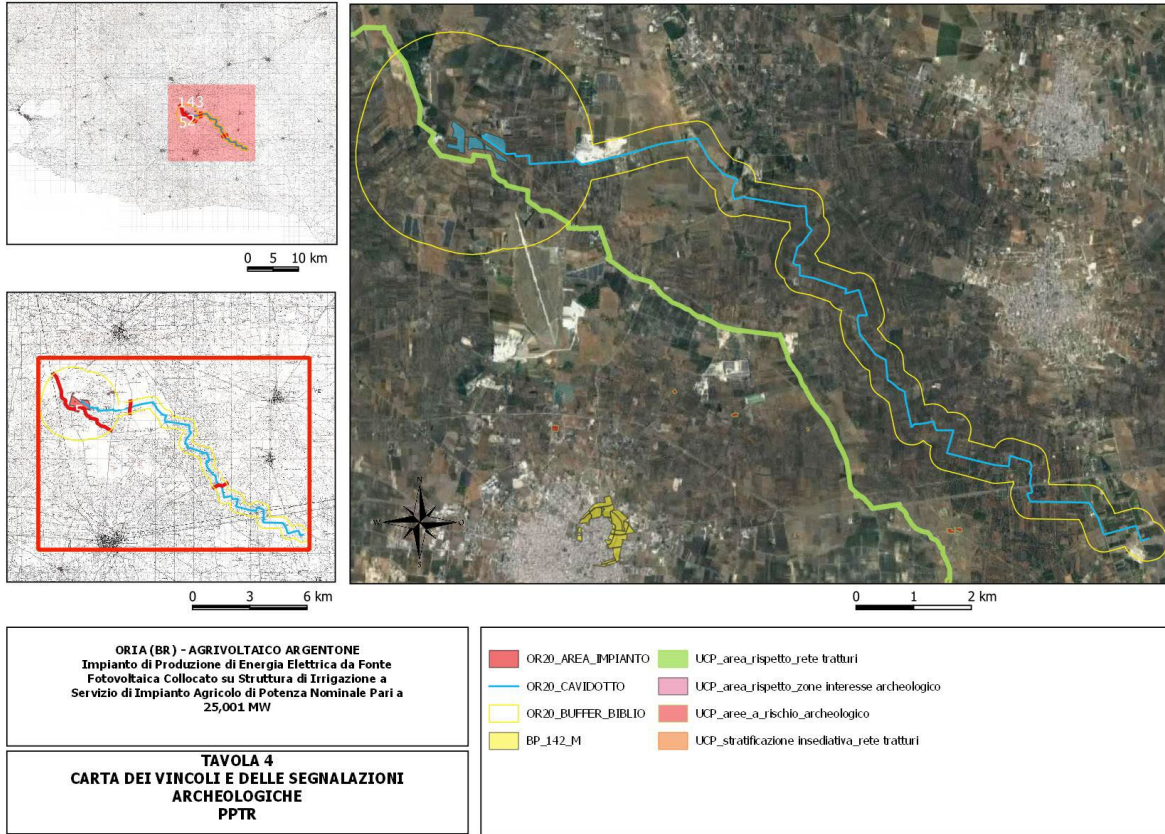 143
52
0 5 10 km
0 3 6 km
N
W O
S
0 1 2 km
ORIA (BR) - AGRIVOLTAICO ARGENTONE
Impianto di Produzione di Energia Elettrica da Fonte
Fotovoltaica Collocato su Struttura di Irrigazione a
Servizio di Impianto Agricolo di Potenza Nominale Pari a
25,001 MW
TAVOLA 4
CARTA DEI VINCOLI E DELLE SEGNALAZIONI
ARCHEOLOGICHE
PPTR
OR20_AREA_IMPIANTO
OR20_CAVIDOTTO
OR20_BUFFER_BIBLIO
BP_142_M
UCP_area_rispetto_rete tratturi
UCP_area_rispetto_zone interesse archeologico
UCP_aree_a_rischio_archeologico
UCP_stratificazione insediativa_rete tratturi